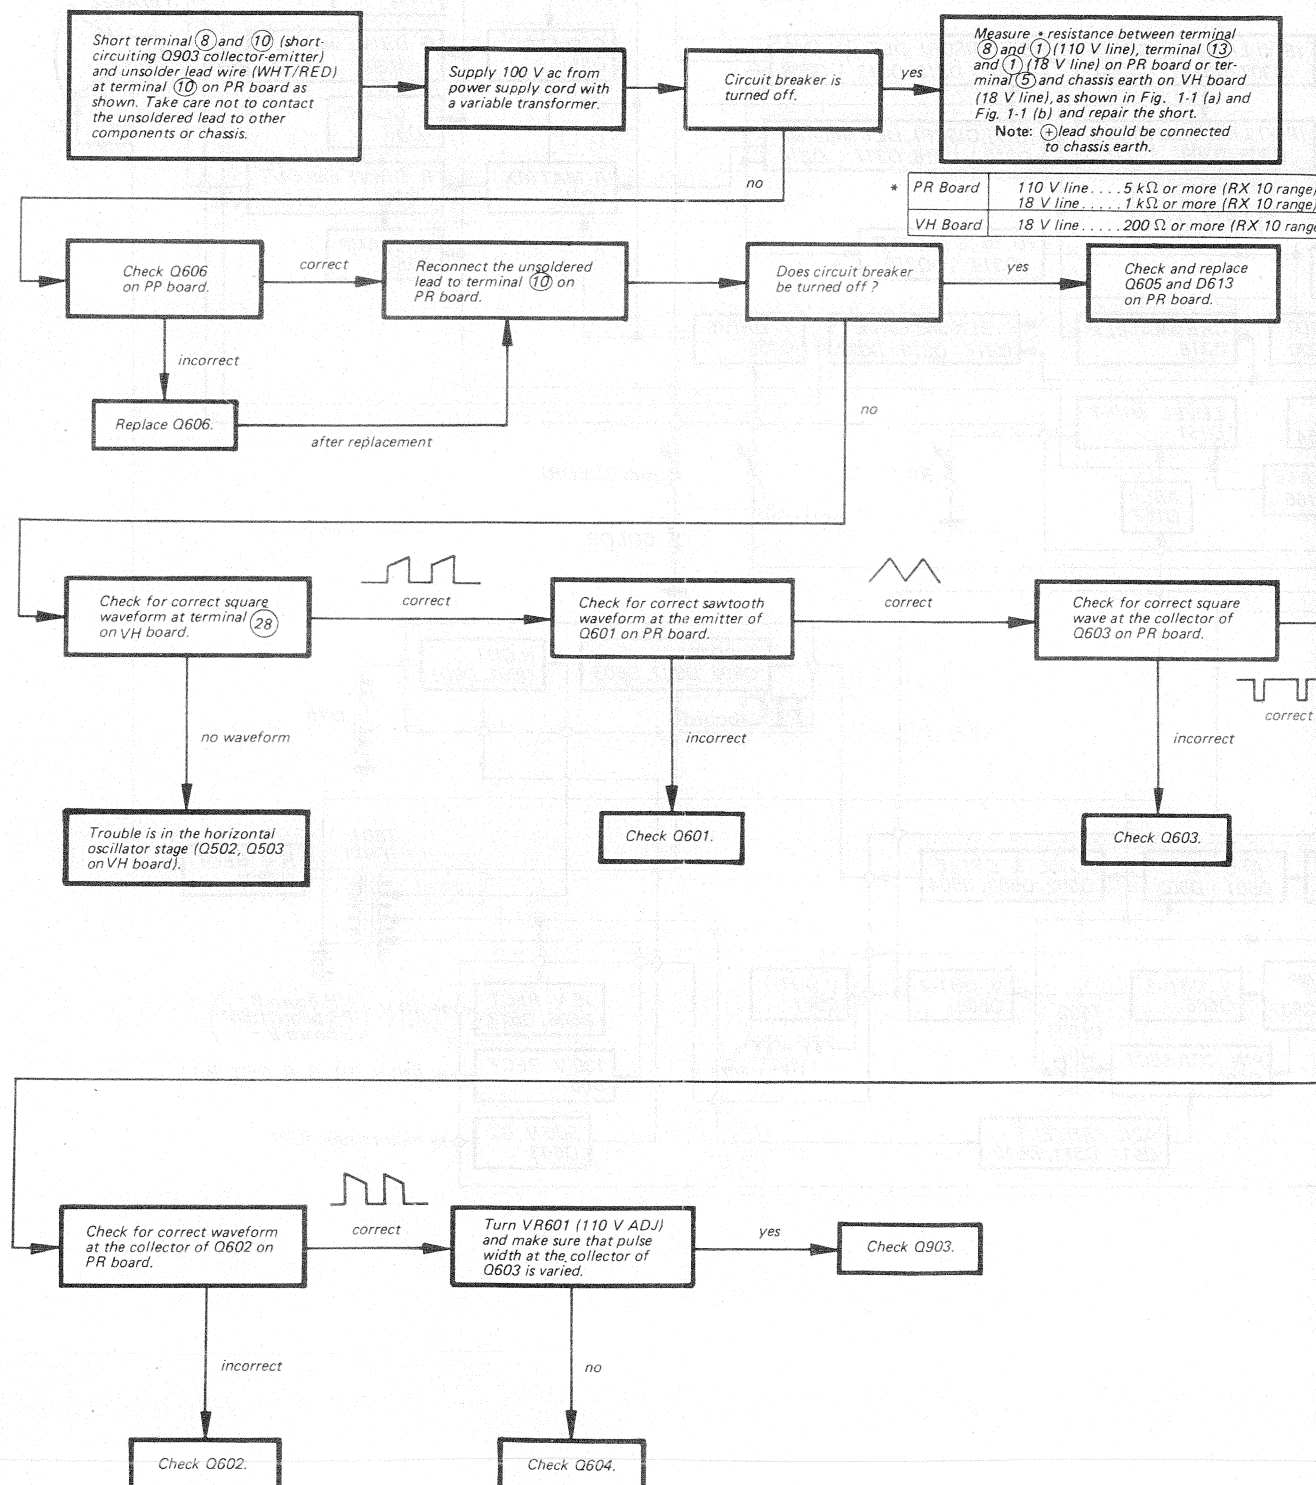 Short terminal ⑧ and ⑩ (short-
circuiting Q903 collector-emitter)
and unsolder lead wire (WHT/RED)
at terminal ⑩ on PR board as
shown. Take care not to contact
the unsoldered lead to other
components or chassis.
Supply 100 V ac from
power supply cord with
a variable transformer.
Circuit breaker is
turned off.
yes
Measure * resistance between terminal
⑧ and ① (110 V line), terminal ⑬
and ① (18 V line) on PR board or ter-
minal ⑤ and chassis earth on VH board
(18 V line), as shown in Fig. 1-1 (a) and
Fig. 1-1 (b) and repair the short.
Note: ⊕ lead should be connected
to chassis earth.
no
* PR Board 110 V line . . . . 5 kΩ or more (RX 10 range)
18 V line . . . . . 1 kΩ or more (RX 10 range)
VH Board 18 V line . . . . . 200 Ω or more (RX 10 range
Check Q606
on PP board.
correct
Reconnect the unsoldered
lead to terminal ⑩ on
PR board.
Does circuit breaker
be turned off ?
yes
Check and replace
Q605 and D613
on PR board.
incorrect
Replace Q606.
after replacement
no
Check for correct square
waveform at terminal ㉘
on VH board.
correct
Check for correct sawtooth
waveform at the emitter of
Q601 on PR board.
correct
Check for correct square
wave at the collector of
Q603 on PR board.
correct
no waveform
incorrect
incorrect
Trouble is in the horizontal
oscillator stage (Q502, Q503
on VH board).
Check Q601.
Check Q603.
Check for correct waveform
at the collector of Q602 on
PR board.
correct
Turn VR601 (110 V ADJ)
and make sure that pulse
width at the collector of
Q603 is varied.
yes
Check Q903.
incorrect
no
Check Q602.
Check Q604.